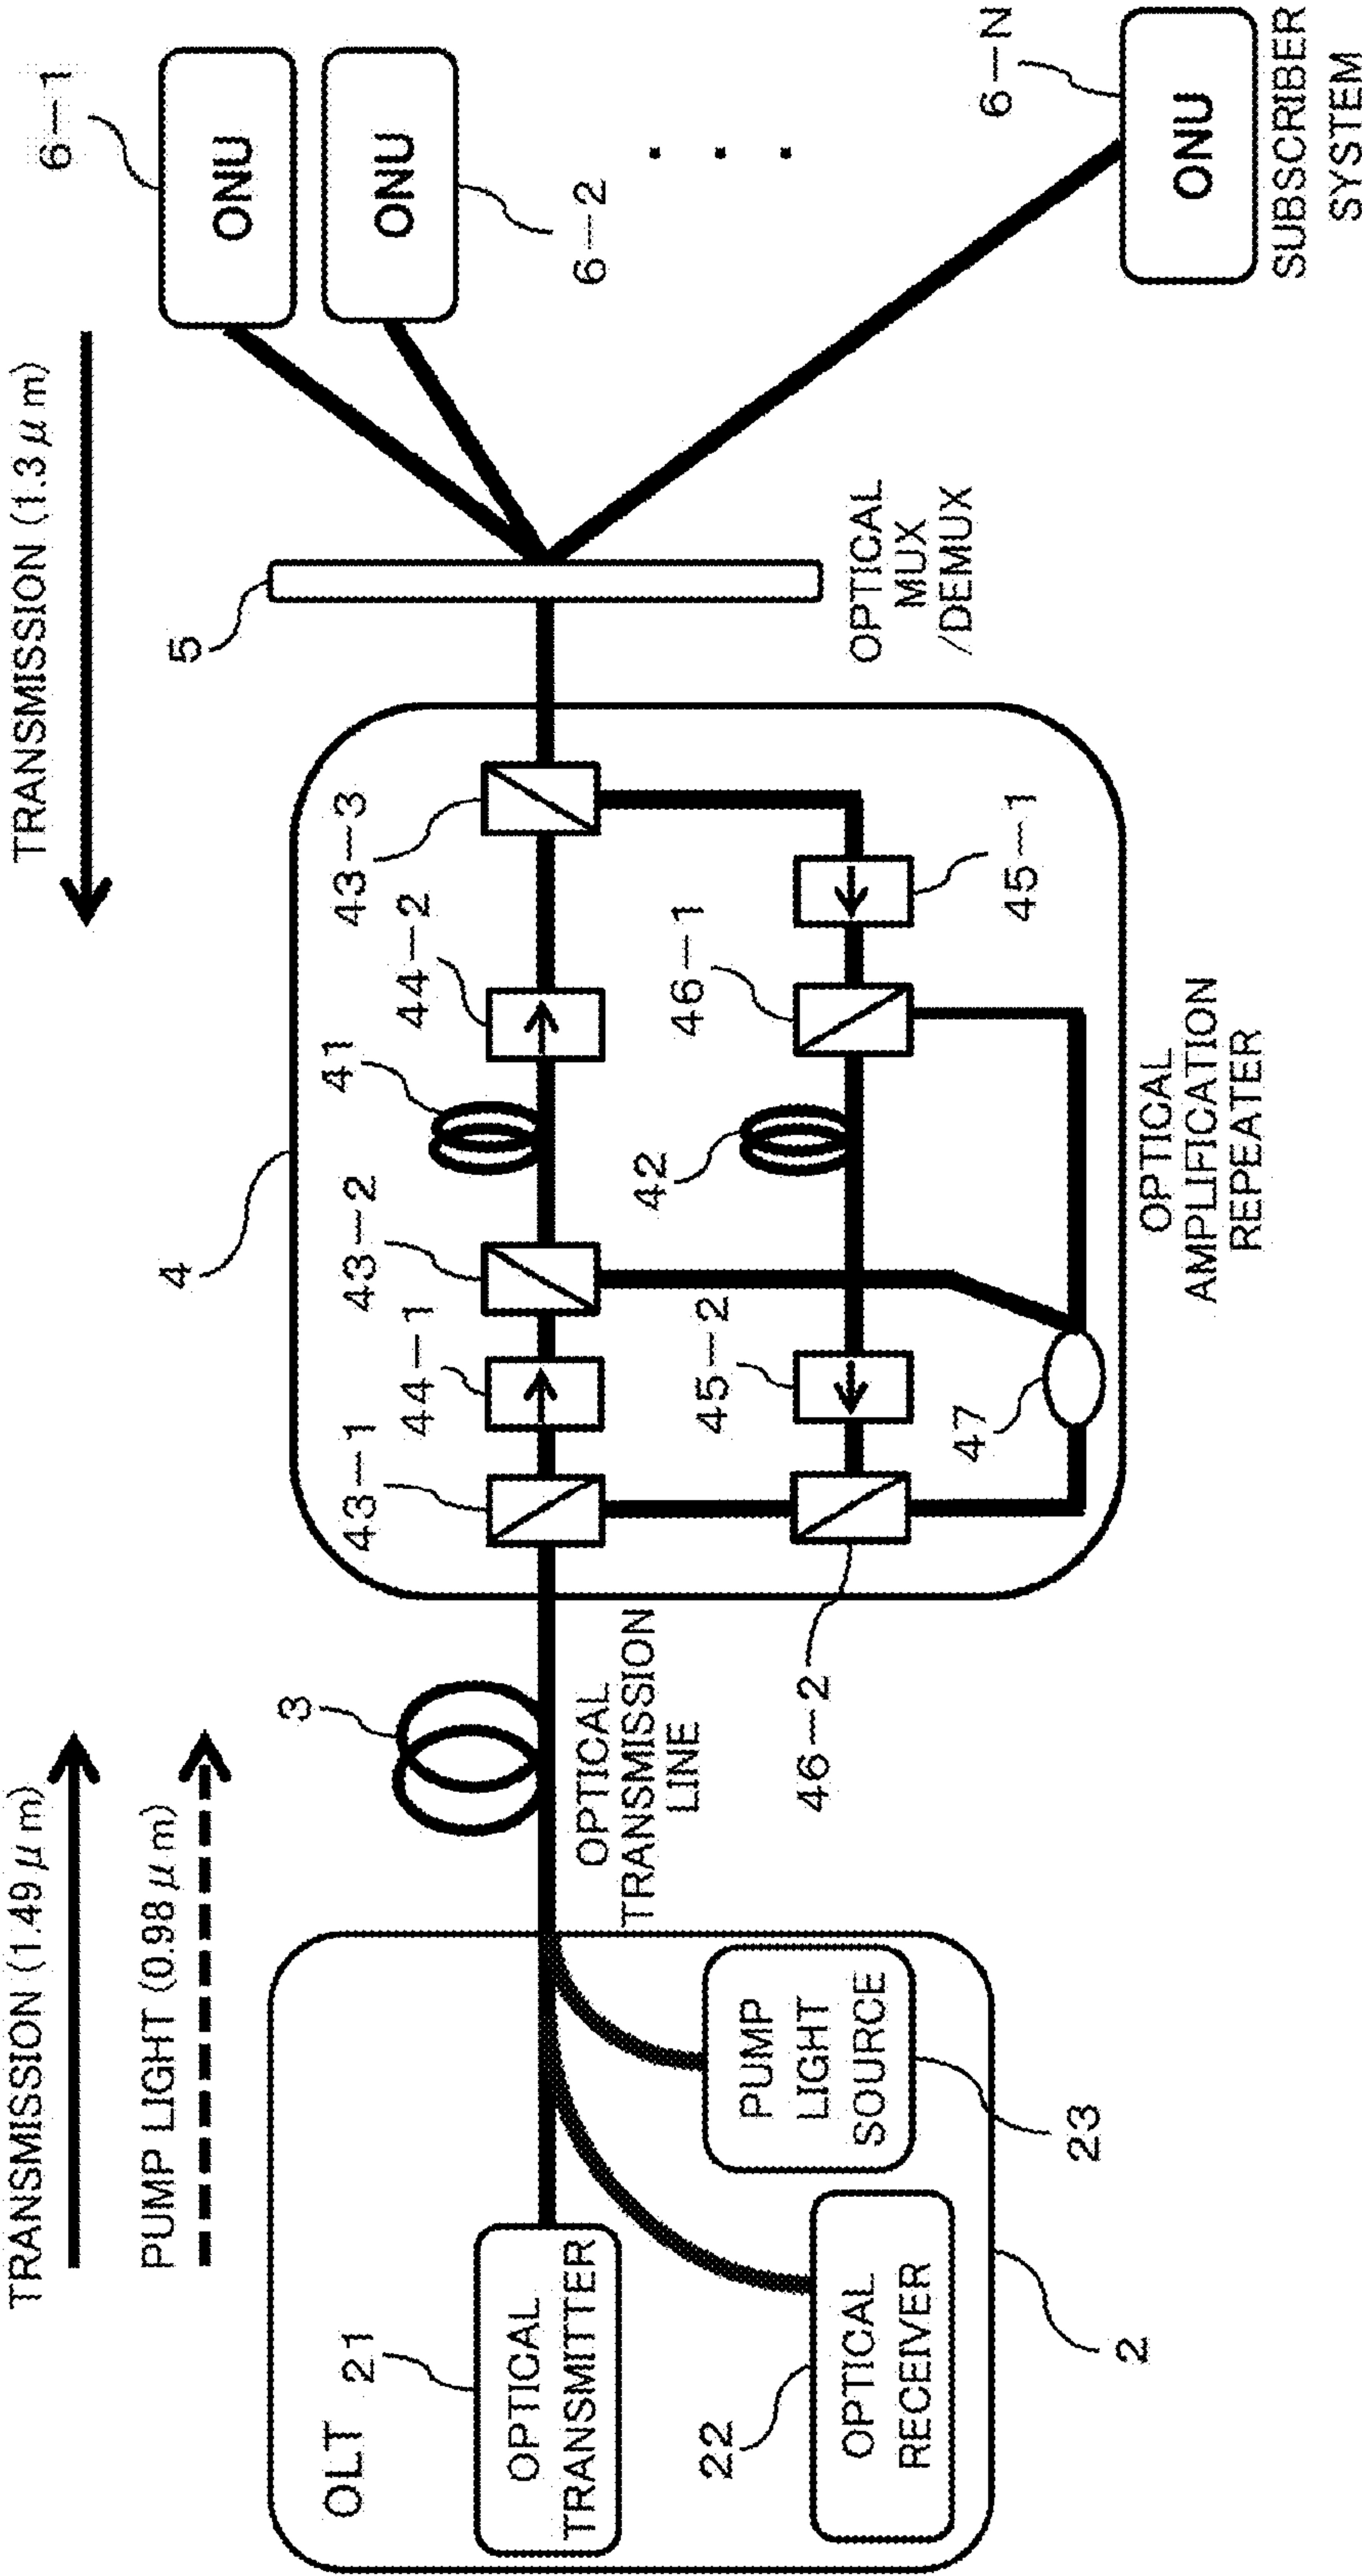 TRANSMISSION (1.49 μm)
PUMP LIGHT (0.98 μm)
TRANSMISSION (1.3 μm)
OLT
21
OPTICAL
TRANSMITTER
22
OPTICAL
RECEIVER
PUMP
LIGHT
SOURCE
23
2
3
OPTICAL
TRANSMISSION
LINE
4
43-1
44-1
43-2
41
44-2
43-3
46-2
45-2
42
46-1
45-1
47
OPTICAL
AMPLIFICATION
REPEATER
5
OPTICAL
MUX
/DEMUX
6-1
ONU
ONU
6-2
6-N
ONU
SUBSCRIBER
SYSTEM